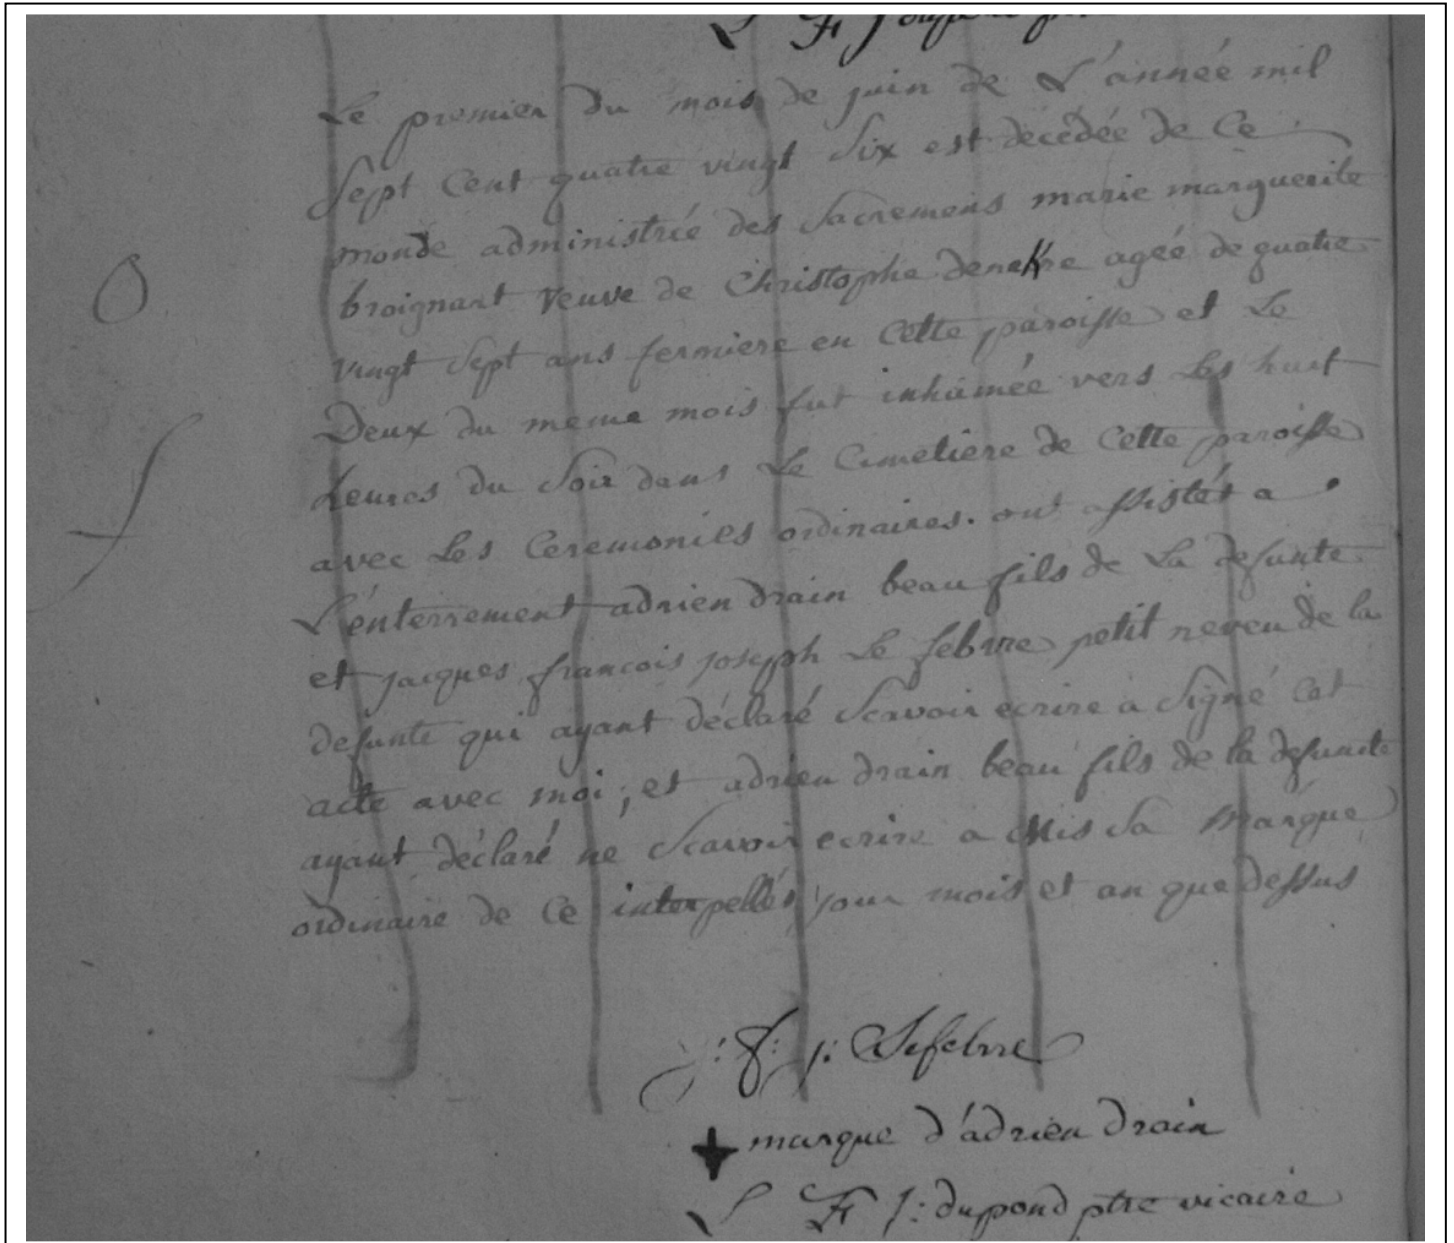 Le premier du mois de juin de L'année mil
Sept Cent quatre vingt Six est décédée de Ce
monde administrée des Sacremens marie marguerite
broignart Veuve de Christophe agée de quatre
vingt Sept ans fermiere en Cette paroisse et Le
Deux du meme mois fut inhumée vers Les huit
heures du Soir dans Le Cimetiere de Cette paroisse
avec Les Ceremonies ordinaires. ont assistés a
L'enterrement adrien drain beau fils de La defunte
et jacques francois joseph Le febvre petit neveu de la
defunte qui ayant déclaré Scavoir ecrire a Signé Cet
acte avec moi; et adrien drain beau fils de la defunte
ayant déclaré ne Scavoir ecrire a Mis Sa Marque
ordinaire de Ce interpellés jour mois et an que dessus
j: f: j: Lefebvre
marque d'adrien drain
L F J: dupond ptre vicaire
O